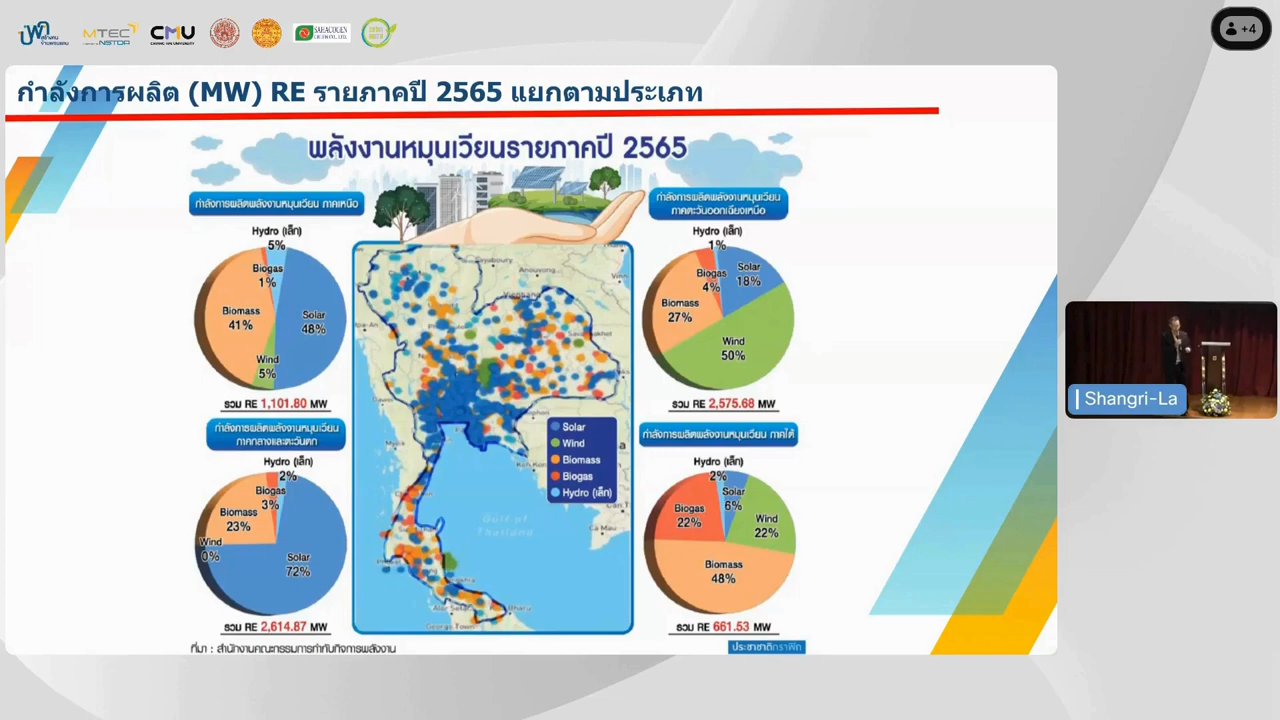 บพค
MTEC
NSTDA
CMU
CHIANG MAI UNIVERSITY
SAHACOGEN
+4
กำลังการผลิต (MW) RE รายภาคปี 2565 แยกตามประเภท
พลังงานหมุนเวียนรายภาคปี 2565
กำลังการผลิตพลังงานหมุนเวียน ภาคเหนือ
Hydro (เล็ก)
5%
Biogas
1%
Biomass
41%
Solar
48%
Wind
5%
รวม RE 1,101.80 MW
กำลังการผลิตพลังงานหมุนเวียน
ภาคตะวันออกเฉียงเหนือ
Hydro (เล็ก)
1%
Biogas
4%
Solar
18%
Biomass
27%
Wind
50%
รวม RE 2,575.68 MW
กำลังการผลิตพลังงานหมุนเวียน
ภาคกลางและตะวันตก
Hydro (เล็ก)
2%
Biogas
3%
Biomass
23%
Wind
0%
Solar
72%
รวม RE 2,614.87 MW
Solar
Wind
Biomass
Biogas
Hydro (เล็ก)
Gulf of
Thailand
George Town
กำลังการผลิตพลังงานหมุนเวียน ภาคใต้
Hydro (เล็ก)
2%
Solar
6%
Biogas
22%
Wind
22%
Biomass
48%
รวม RE 661.53 MW
ที่มา : สำนักงานคณะกรรมการกำกับกิจการพลังงาน
ประชาชาติกราฟิก
Shangri-La